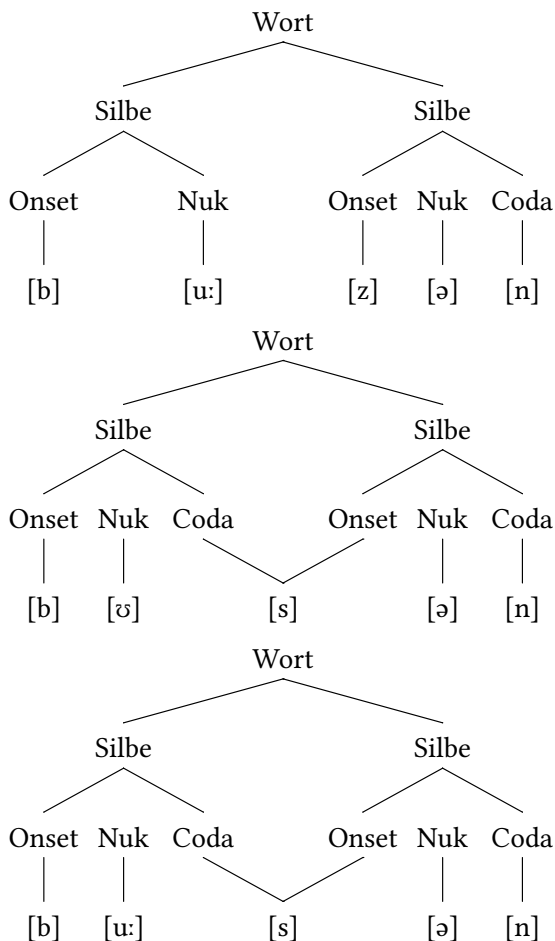 Wort
Silbe Silbe
Onset Nuk Onset Nuk Coda
[b] [uː] [z] [ə] [n]
Wort
Silbe Silbe
Onset Nuk Coda Onset Nuk Coda
[b] [ʊ] [s] [ə] [n]
Wort
Silbe Silbe
Onset Nuk Coda Onset Nuk Coda
[b] [uː] [s] [ə] [n]